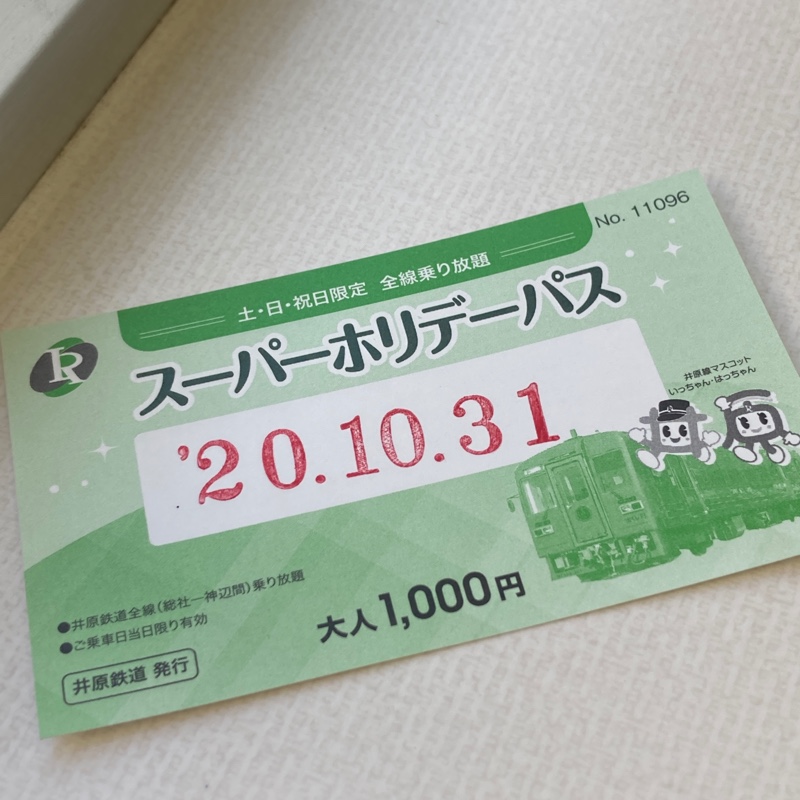 No. 11096
土・日・祝日限定 全線乗り放題
IR
スーパーホリデーパス
'20.10.31
井原線マスコット
いっちゃん・はっちゃん
●井原鉄道全線(総社―神辺間)乗り放題
●ご乗車日当日限り有効
大人1,000円
井原鉄道 発行